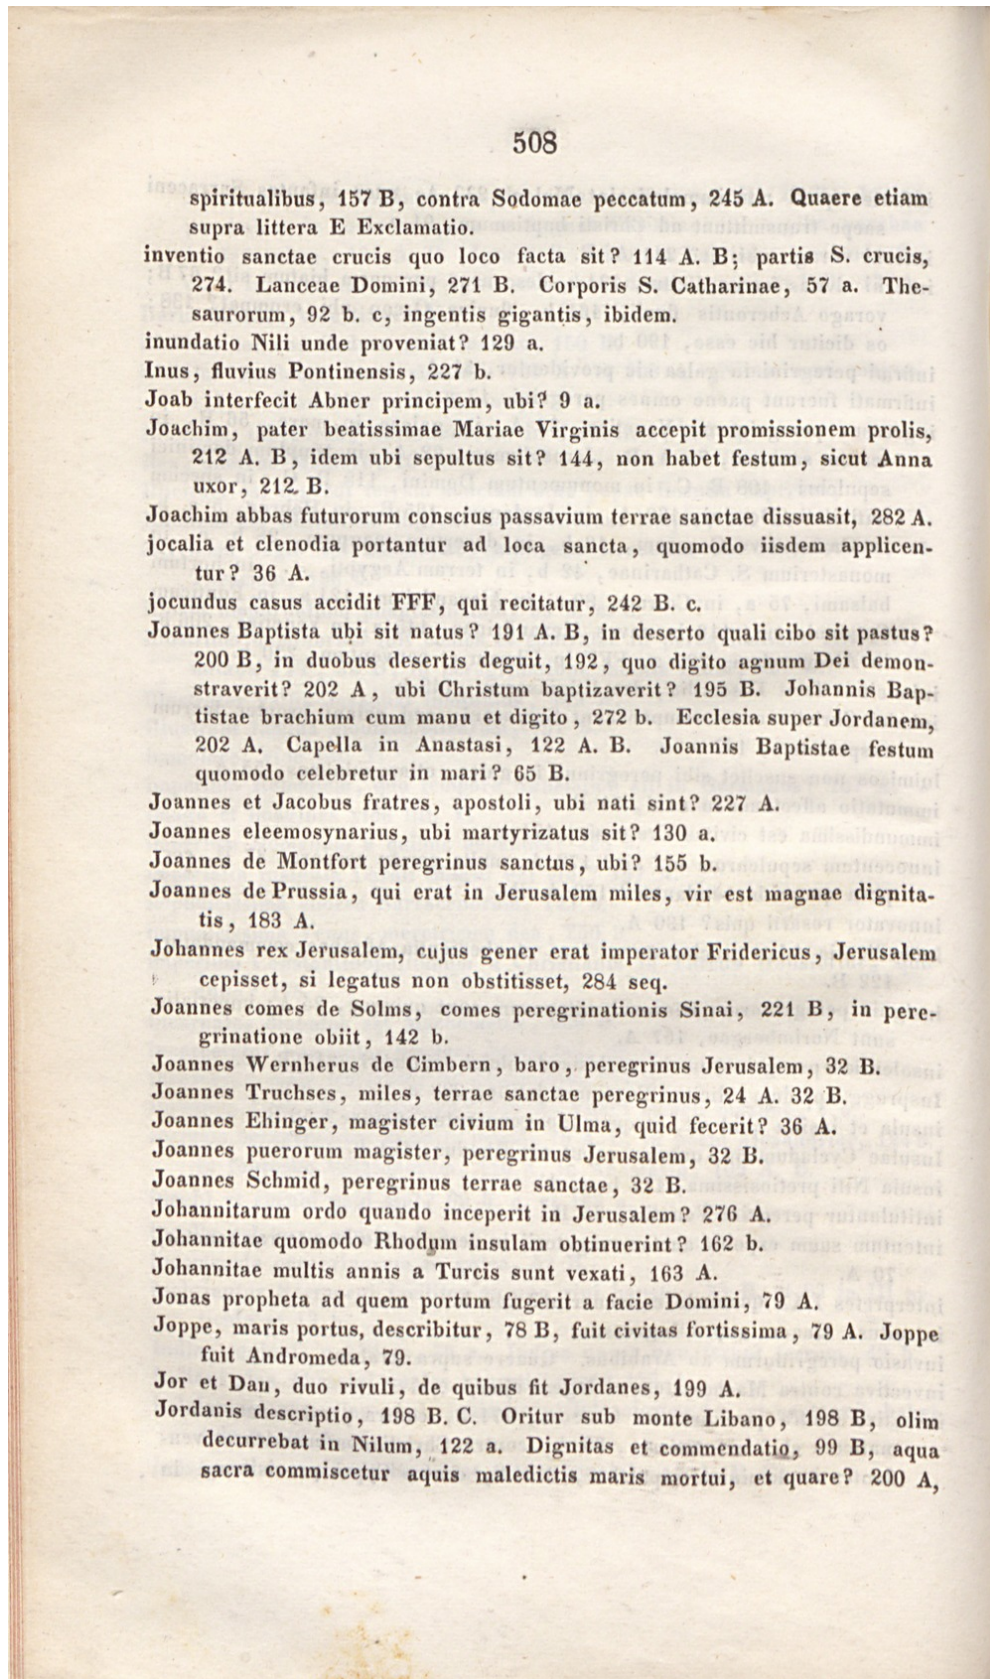 508
spiritualibus, 157 B, contra Sodomae peccatum, 245 A. Quaere etiam
supra littera E Exclamatio.
inventio sanctae crucis quo loco facta sit? 114 A. B; partis S. crucis,
274. Lanceae Domini, 271 B. Corporis S. Catharinae, 57 a. The-
saurorum, 92 b. c, ingentis gigantis, ibidem.
inundatio Nili unde proveniat? 129 a.
Inus, fluvius Pontinensis, 227 b.
Joab interfecit Abner principem, ubi? 9 a.
Joachim, pater beatissimae Mariae Virginis accepit promissionem prolis,
212 A. B, idem ubi sepultus sit? 144, non habet festum, sicut Anna
uxor, 212. B.
Joachim abbas futurorum conscius passavium terrae sanctae dissuasit, 282 A.
jocalia et clenodia portantur ad loca sancta, quomodo iisdem applicen-
tur? 36 A.
jocundus casus accidit FFF, qui recitatur, 242 B. c.
Joannes Baptista ubi sit natus? 191 A. B, in deserto quali cibo sit pastus?
200 B, in duobus desertis deguit, 192, quo digito agnum Dei demon-
straverit? 202 A, ubi Christum baptizaverit? 195 B. Johannis Bap-
tistae brachium cum manu et digito, 272 b. Ecclesia super Jordanem,
202 A. Capella in Anastasi, 122 A. B. Joannis Baptistae festum
quomodo celebretur in mari? 65 B.
Joannes et Jacobus fratres, apostoli, ubi nati sint? 227 A.
Joannes eleemosynarius, ubi martyrizatus sit? 130 a.
Joannes de Montfort peregrinus sanctus, ubi? 155 b.
Joannes de Prussia, qui erat in Jerusalem miles, vir est magnae dignita-
tis, 183 A.
Johannes rex Jerusalem, cujus gener erat imperator Fridericus, Jerusalem
cepisset, si legatus non obstitisset, 284 seq.
Joannes comes de Solms, comes peregrinationis Sinai, 221 B, in pere-
grinatione obiit, 142 b.
Joannes Wernherus de Cimbern, baro, peregrinus Jerusalem, 32 B.
Joannes Truchses, miles, terrae sanctae peregrinus, 24 A. 32 B.
Joannes Ehinger, magister civium in Ulma, quid fecerit? 36 A.
Joannes puerorum magister, peregrinus Jerusalem, 32 B.
Joannes Schmid, peregrinus terrae sanctae, 32 B.
Johannitarum ordo quando inceperit in Jerusalem? 276 A.
Johannitae quomodo Rhodum insulam obtinuerint? 162 b.
Johannitae multis annis a Turcis sunt vexati, 163 A.
Jonas propheta ad quem portum fugerit a facie Domini, 79 A.
Joppe, maris portus, describitur, 78 B, fuit civitas fortissima, 79 A. Joppe
fuit Andromeda, 79.
Jor et Dan, duo rivuli, de quibus fit Jordanes, 199 A.
Jordanis descriptio, 198 B. C. Oritur sub monte Libano, 198 B, olim
decurrebat in Nilum, 122 a. Dignitas et commendatio, 99 B, aqua
sacra commiscetur aquis maledictis maris mortui, et quare? 200 A,